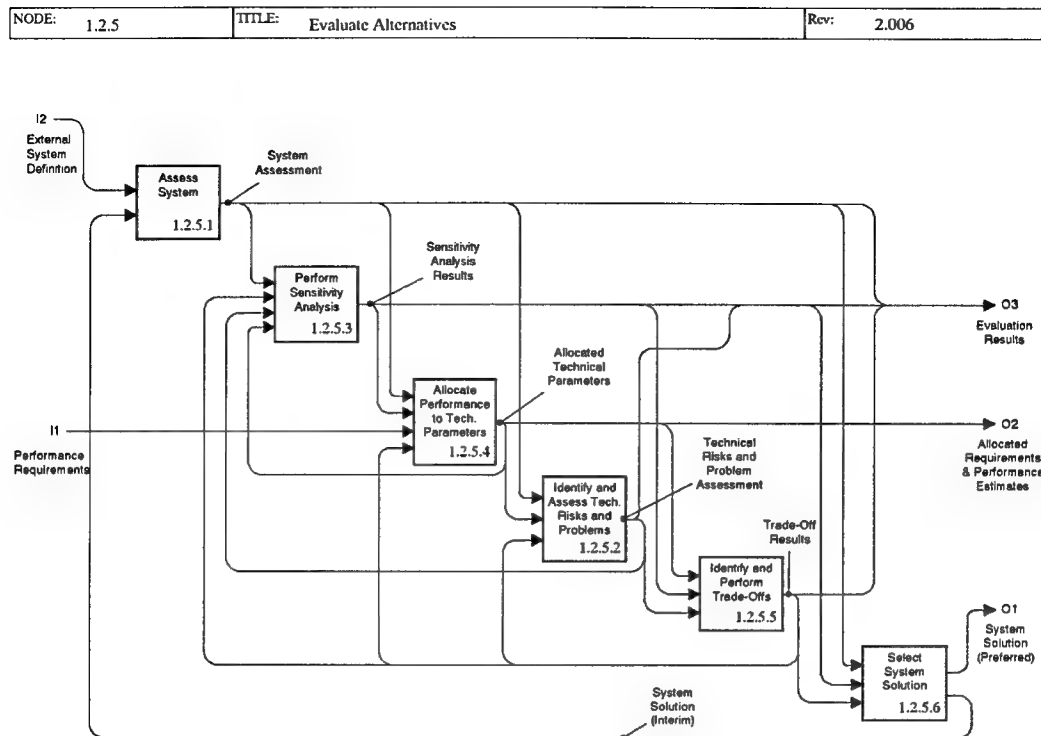 NODE: 1.2.5 TITLE: Evaluate Alternatives Rev: 2.006
I2
External
System
Definition
Assess
System
1.2.5.1
System
Assessment
Perform
Sensitivity
Analysis
1.2.5.3
Sensitivity
Analysis
Results
O3
Evaluation
Results
Allocate
Performance
to Tech.
Parameters
1.2.5.4
Allocated
Technical
Parameters
I1
Performance
Requirements
O2
Allocated
Requirements
& Performance
Estimates
Identify and
Assess Tech.
Risks and
Problems
1.2.5.2
Technical
Risks and
Problem
Assessment
Identify and
Perform
Trade-Offs
1.2.5.5
Trade-Off
Results
O1
System
Solution
(Preferred)
Select
System
Solution
1.2.5.6
System
Solution
(Interim)